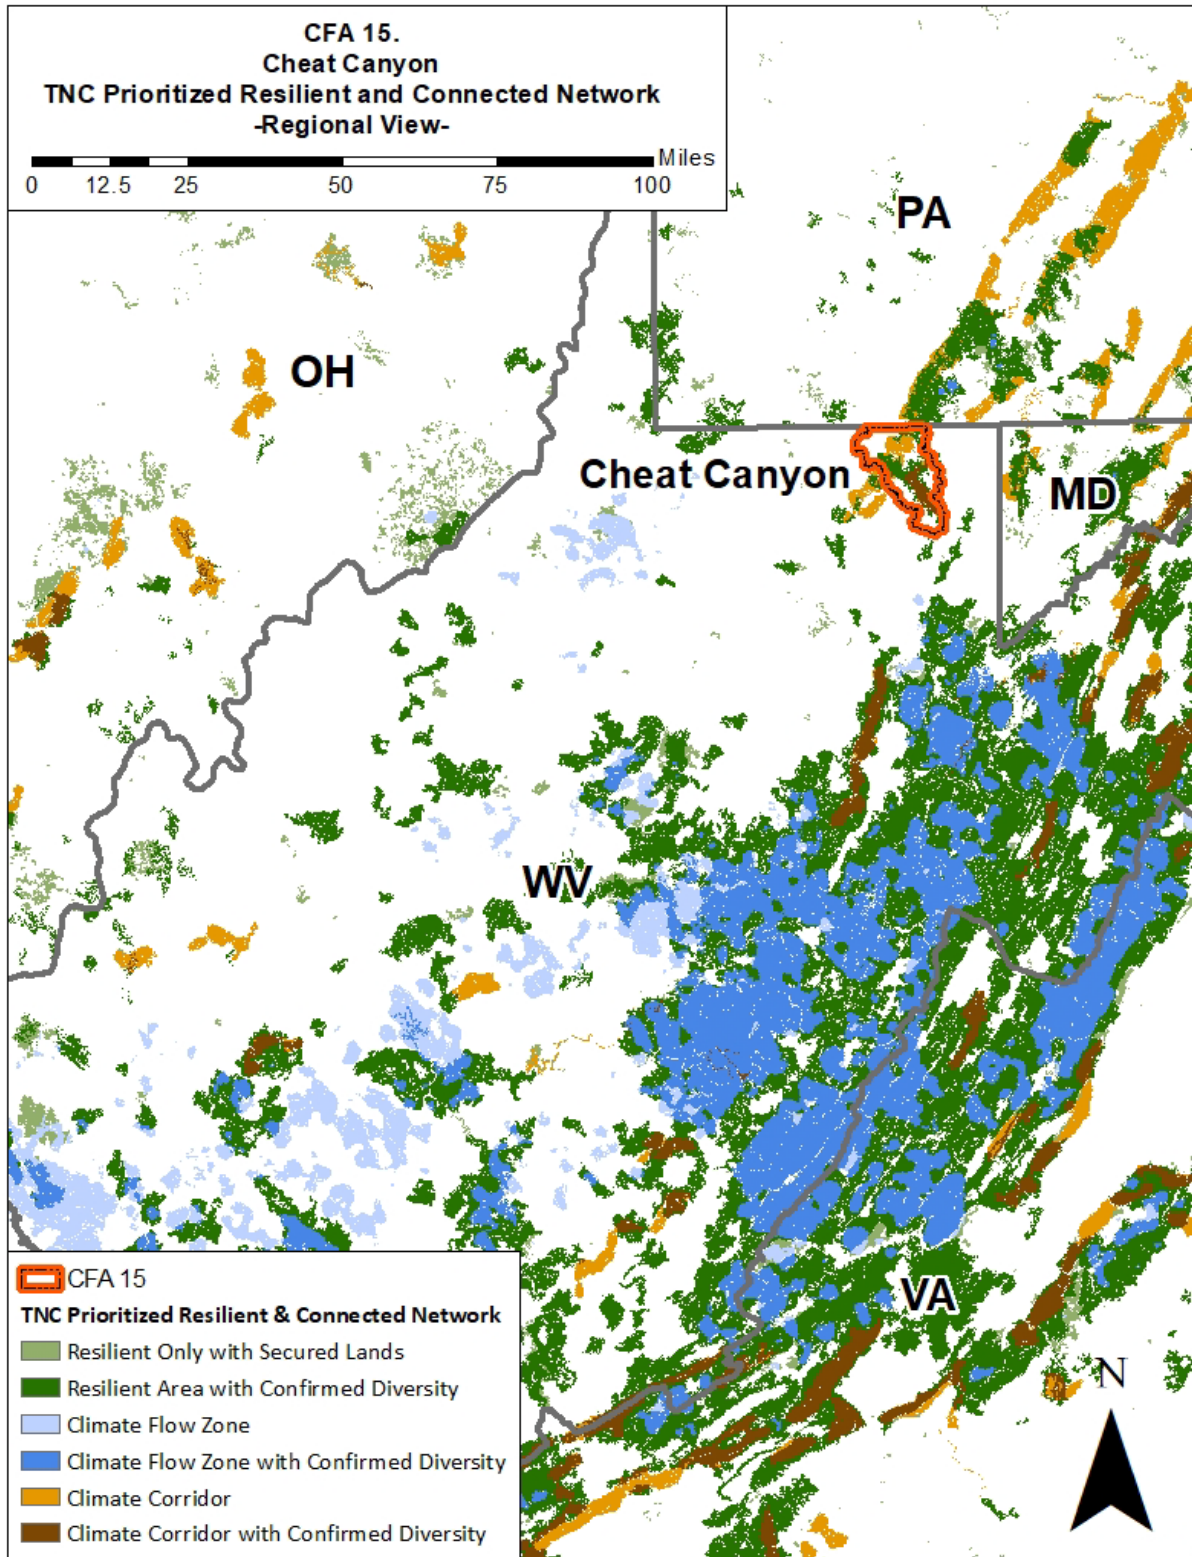 CFA 15.
Cheat Canyon
TNC Prioritized Resilient and Connected Network
-Regional View-
Miles
0 12.5 25 50 75 100
PA
OH
Cheat Canyon
MD
WV
VA
N
CFA 15
TNC Prioritized Resilient & Connected Network
Resilient Only with Secured Lands
Resilient Area with Confirmed Diversity
Climate Flow Zone
Climate Flow Zone with Confirmed Diversity
Climate Corridor
Climate Corridor with Confirmed Diversity